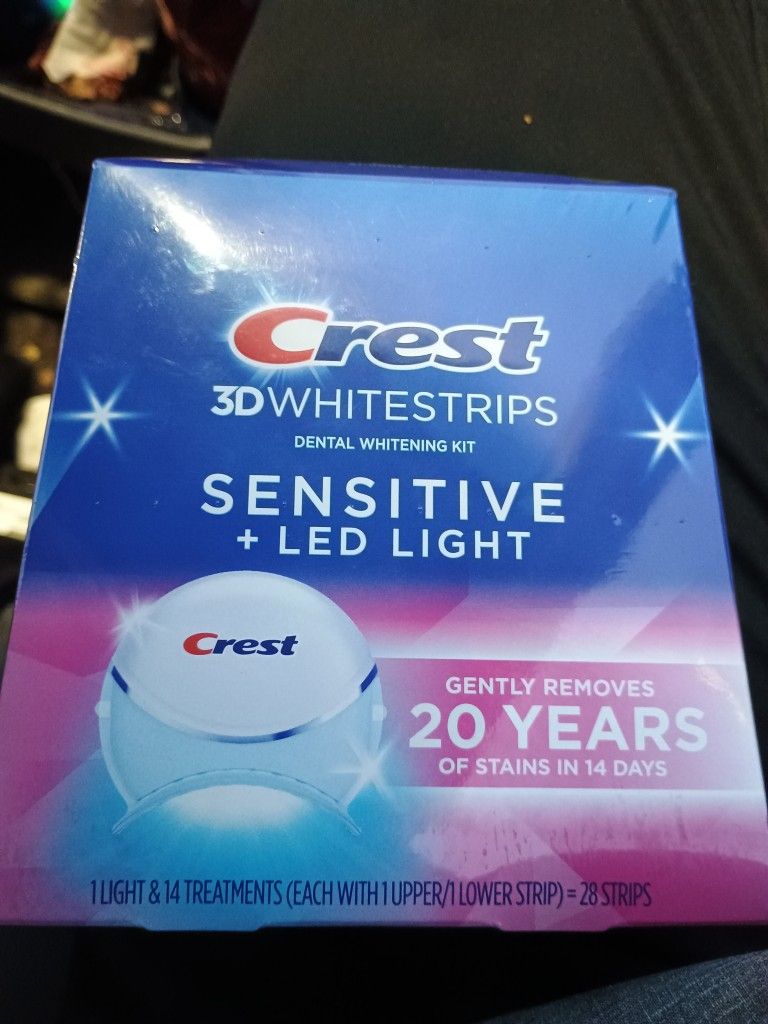 Crest
3DWHITESTRIPS
DENTAL WHITENING KIT
SENSITIVE
+ LED LIGHT
Crest
GENTLY REMOVES
20 YEARS
OF STAINS IN 14 DAYS
1 LIGHT & 14 TREATMENTS (EACH WITH 1 UPPER/1 LOWER STRIP) = 28 STRIPS